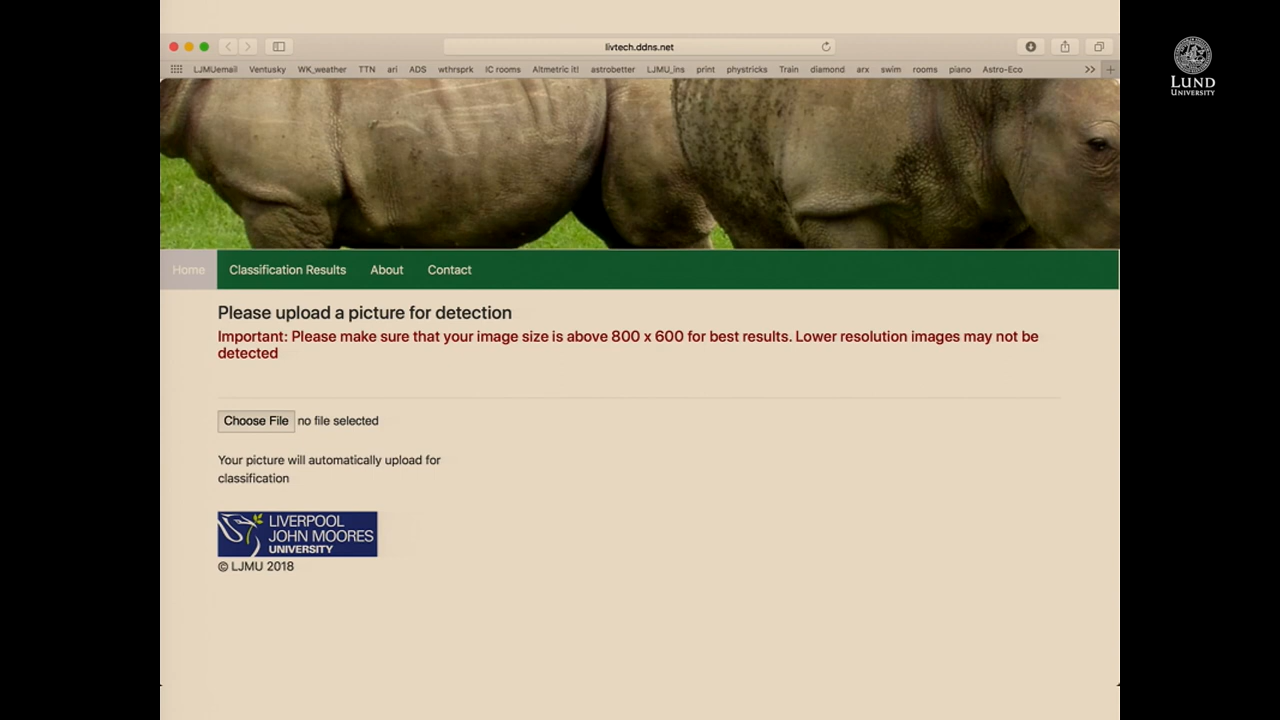 livtech.ddns.net
LJMUemail Ventusky WK_weather TTN ari ADS wthrsprk IC rooms Altmetric it! astrobetter LJMU_ins print phystricks Train diamond arx swim rooms piano Astro-Eco
LUND
UNIVERSITY
Home Classification Results About Contact
Please upload a picture for detection
Important: Please make sure that your image size is above 800 x 600 for best results. Lower resolution images may not be
detected
Choose File no file selected
Your picture will automatically upload for
classification
LIVERPOOL
JOHN MOORES
UNIVERSITY
© LJMU 2018